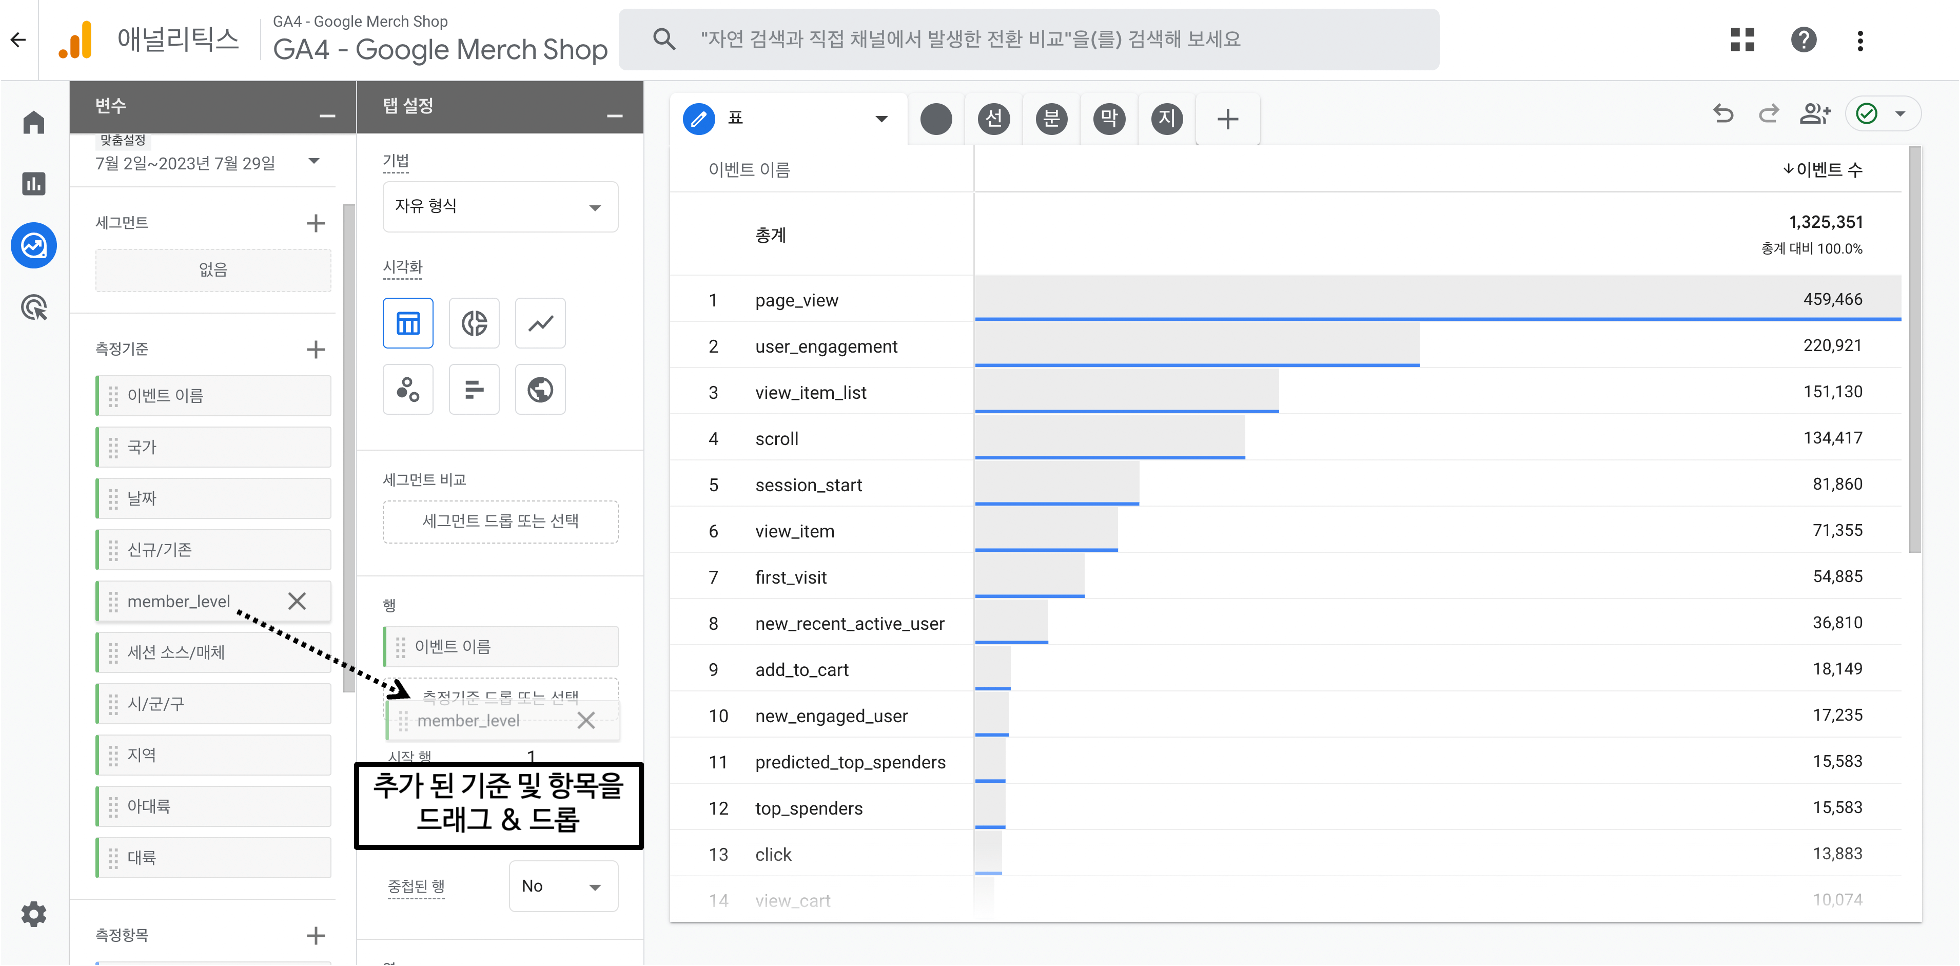 애널리틱스
GA4 - Google Merch Shop
GA4 - Google Merch Shop
"자연 검색과 직접 채널에서 발생한 전환 비교"을(를) 검색해 보세요
변수
맞춤설정
7월 2일~2023년 7월 29일
세그먼트
없음
측정기준
이벤트 이름
국가
날짜
신규/기존
member_level
세션 소스/매체
시/군/구
지역
아대륙
대륙
측정항목
탭 설정
기법
자유 형식
시각화
세그먼트 비교
세그먼트 드롭 또는 선택
행
이벤트 이름
측정기준 드롭 또는 선택
member_level
시작 행 1
추가 된 기준 및 항목을
드래그 & 드롭
중첩된 행 No
표
선 분 막 지
이벤트 이름 ↓이벤트 수
총계 1,325,351
총계 대비 100.0%
1 page_view 459,466
2 user_engagement 220,921
3 view_item_list 151,130
4 scroll 134,417
5 session_start 81,860
6 view_item 71,355
7 first_visit 54,885
8 new_recent_active_user 36,810
9 add_to_cart 18,149
10 new_engaged_user 17,235
11 predicted_top_spenders 15,583
12 top_spenders 15,583
13 click 13,883
14 view_cart 10,074